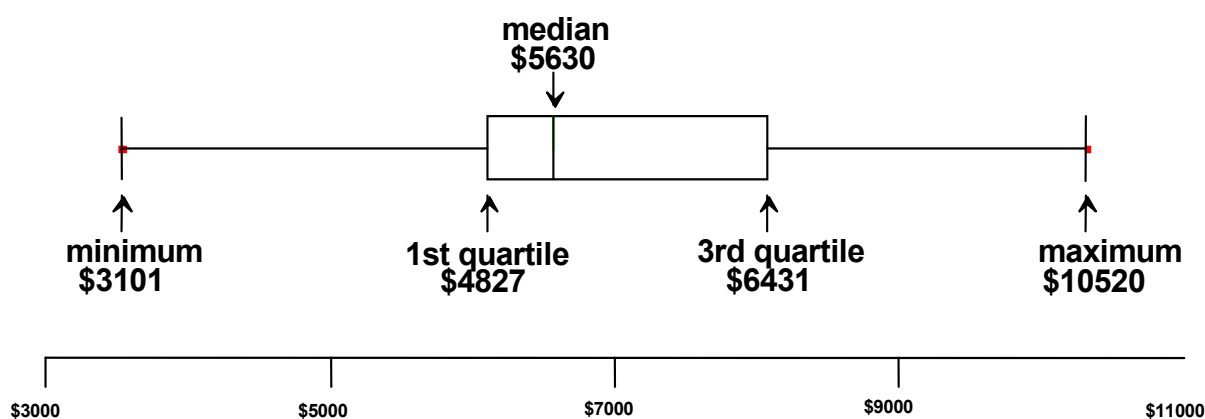 median
$5630
minimum
$3101
1st quartile
$4827
3rd quartile
$6431
maximum
$10520
$3000
$5000
$7000
$9000
$11000